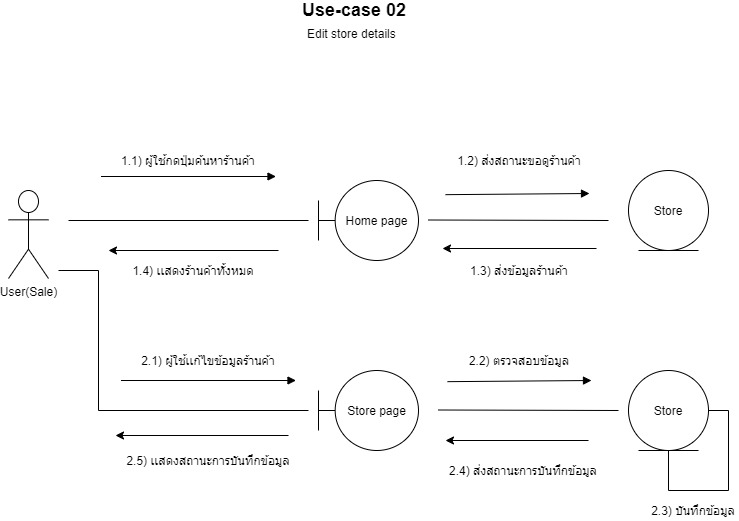 Use-case 02
Edit store details
1.1) ผู้ใช้กดปุ่มค้นหาร้านค้า
1.2) ส่งสถานะขอดูร้านค้า
Home page
Store
1.4) แสดงร้านค้าทั้งหมด
1.3) ส่งข้อมูลร้านค้า
User(Sale)
2.1) ผู้ใช้แก้ไขข้อมูลร้านค้า
2.2) ตรวจสอบข้อมูล
Store page
Store
2.5) แสดงสถานะการบันทึกข้อมูล
2.4) ส่งสถานะการบันทึกข้อมูล
2.3) บันทึกข้อมูล